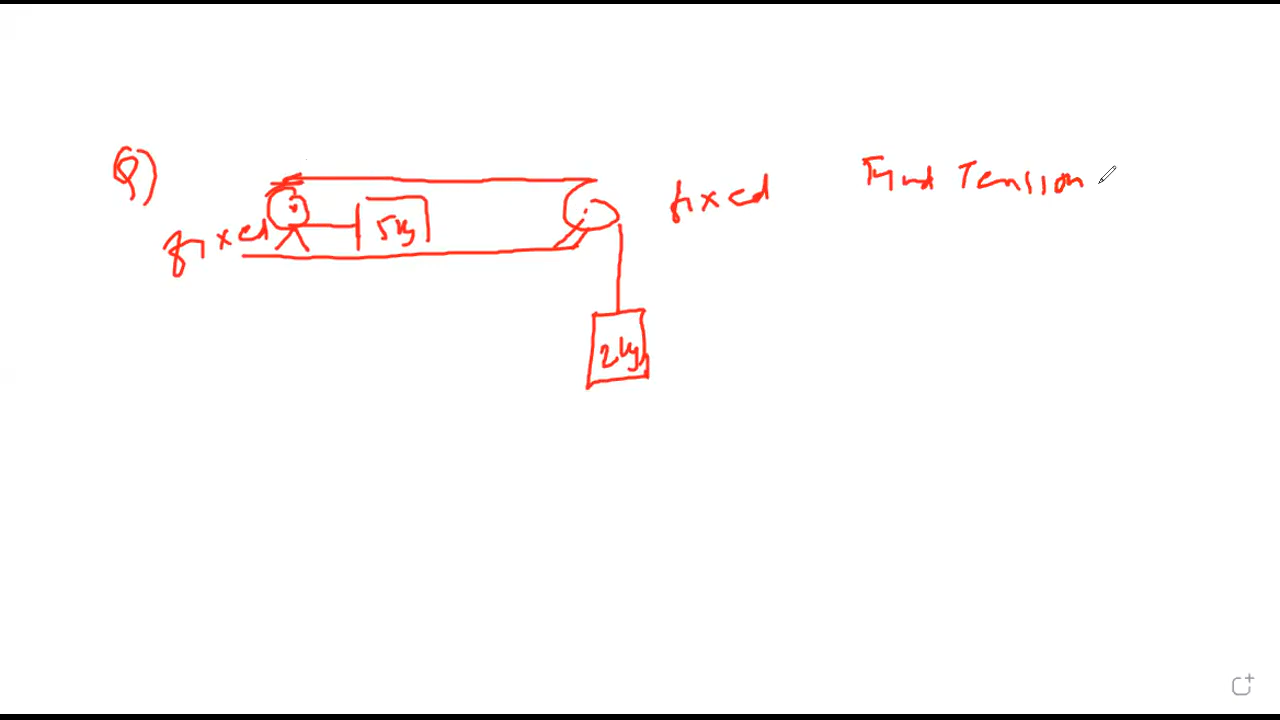 Q)
fixed
5kg
fixed
Find Tension
2kg